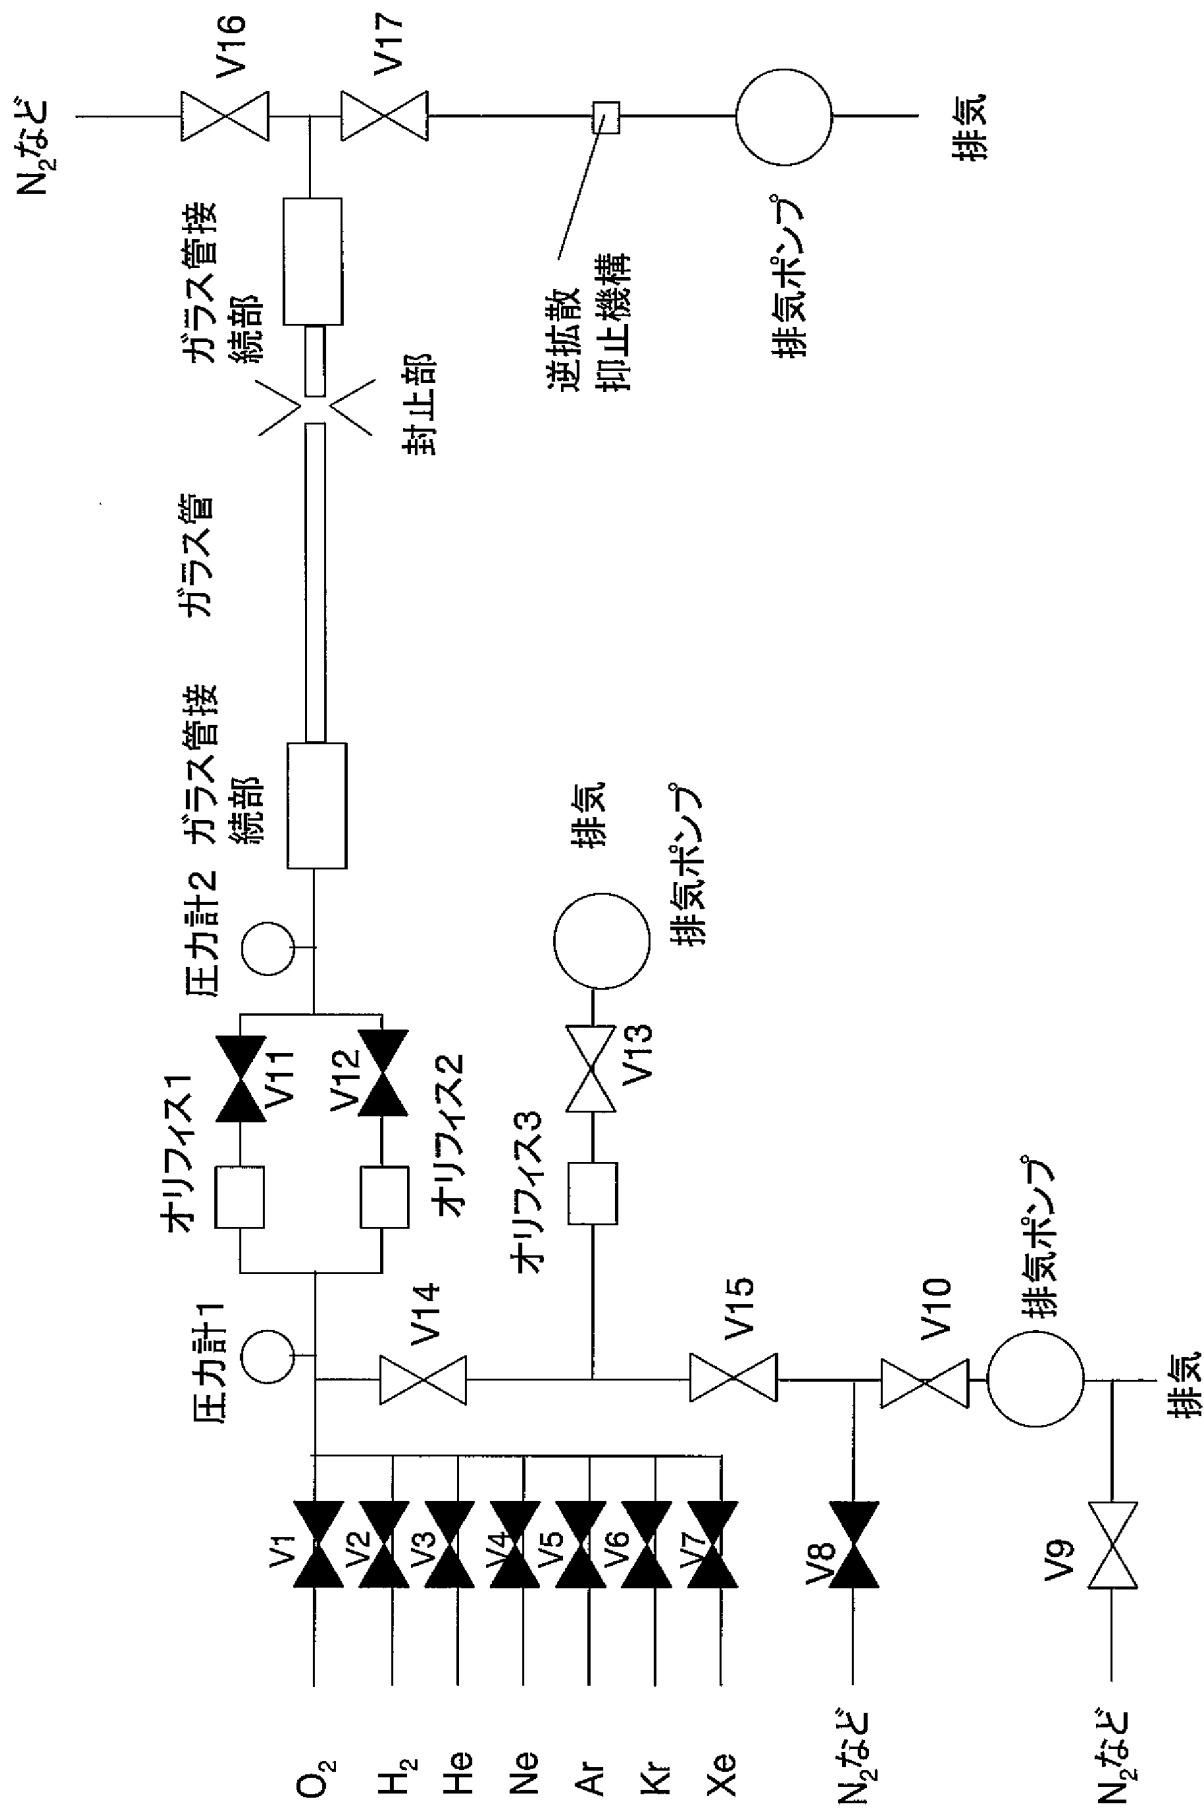 圧力計1
オリフィス1
圧力計2
ガラス管接
続部
ガラス管
ガラス管接
続部
N₂など
V16
V11
V17
O₂
V1
V14
V12
オリフィス2
封止部
H₂
V2
He
V3
Ne
V4
オリフィス3
排気
逆拡散
抑止機構
Ar
V5
V13
Kr
V6
V15
排気ポンプ
Xe
V7
排気ポンプ
N₂など
V8
V10
排気ポンプ
排気
N₂など
V9
排気